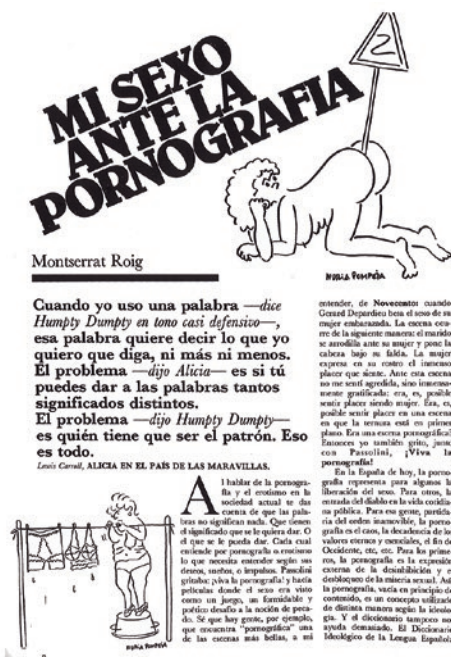 MI SEXO
ANTE LA
PORNOGRAFIA
2
NURIA POMPEIA
Montserrat Roig
Cuando yo uso una palabra —dice
Humpty Dumpty en tono casi defensivo—,
esa palabra quiere decir lo que yo
quiero que diga, ni más ni menos.
El problema —dijo Alicia— es si tú
puedes dar a las palabras tantos
significados distintos.
El problema —dijo Humpty Dumpty—
es quién tiene que ser el patrón. Eso
es todo.
Lewis Carroll, ALICIA EN EL PAÍS DE LAS MARAVILLAS.
Al hablar de la pornogra-
fía y el erotismo en la
sociedad actual te das
cuenta de que las pala-
bras no significan nada. Que tienen
el significado que se le quiera dar. O
el que se le pueda dar. Cada cual
entiende por pornografía o erotismo
lo que necesita entender según sus
deseos, sueños o impulsos. Passolini
gritaba: ¡viva la pornografía! y hacía
películas donde el sexo era visto
como un juego, un formidable y
poético desafío a la noción de peca-
do. Sé que hay gente, por ejemplo,
que encuentra "pornográfica" una
de las escenas más bellas, a mi
entender, de Novecento: cuando
Gerard Depardieu besa el sexo de su
mujer embarazada. La escena ocu-
rre de la siguiente manera: el marido
se arrodilla ante su mujer y pone la
cabeza bajo su falda. La mujer
expresa en su rostro el inmenso
placer que siente. Ante esta escena
no me sentí agredida, sino inmensa-
mente gratificada: era, es, posible
sentir placer siendo mujer. Era, es,
posible sentir placer en una escena
en que la ternura está en primer
plano. Era una escena pornográfica?
Entonces yo también grito, junto
con Passolini, ¡Viva la
pornografía!
En la España de hoy, la porno-
grafía representa para algunos la
liberación del sexo. Para otros, la
entrada del diablo en la vida cotidia-
na pública. Para esa gente, partida-
ria del orden inamovible, la porno-
grafía es el caos, la decadencia de los
valores eternos y esenciales, el fin de
Occidente, etc, etc. Para los prime-
ros, la pornografía es la expresión
externa de la desinhibición y el
desbloqueo de la miseria sexual. Así
la pornografía, vacía en principio de
contenido, es un concepto utilizado
de distinta manera según la ideolo-
gía. Y el diccionario tampoco nos
ayuda demasiado. El Diccionario
Ideológico de la Lengua Española,
NURIA POMPEIA